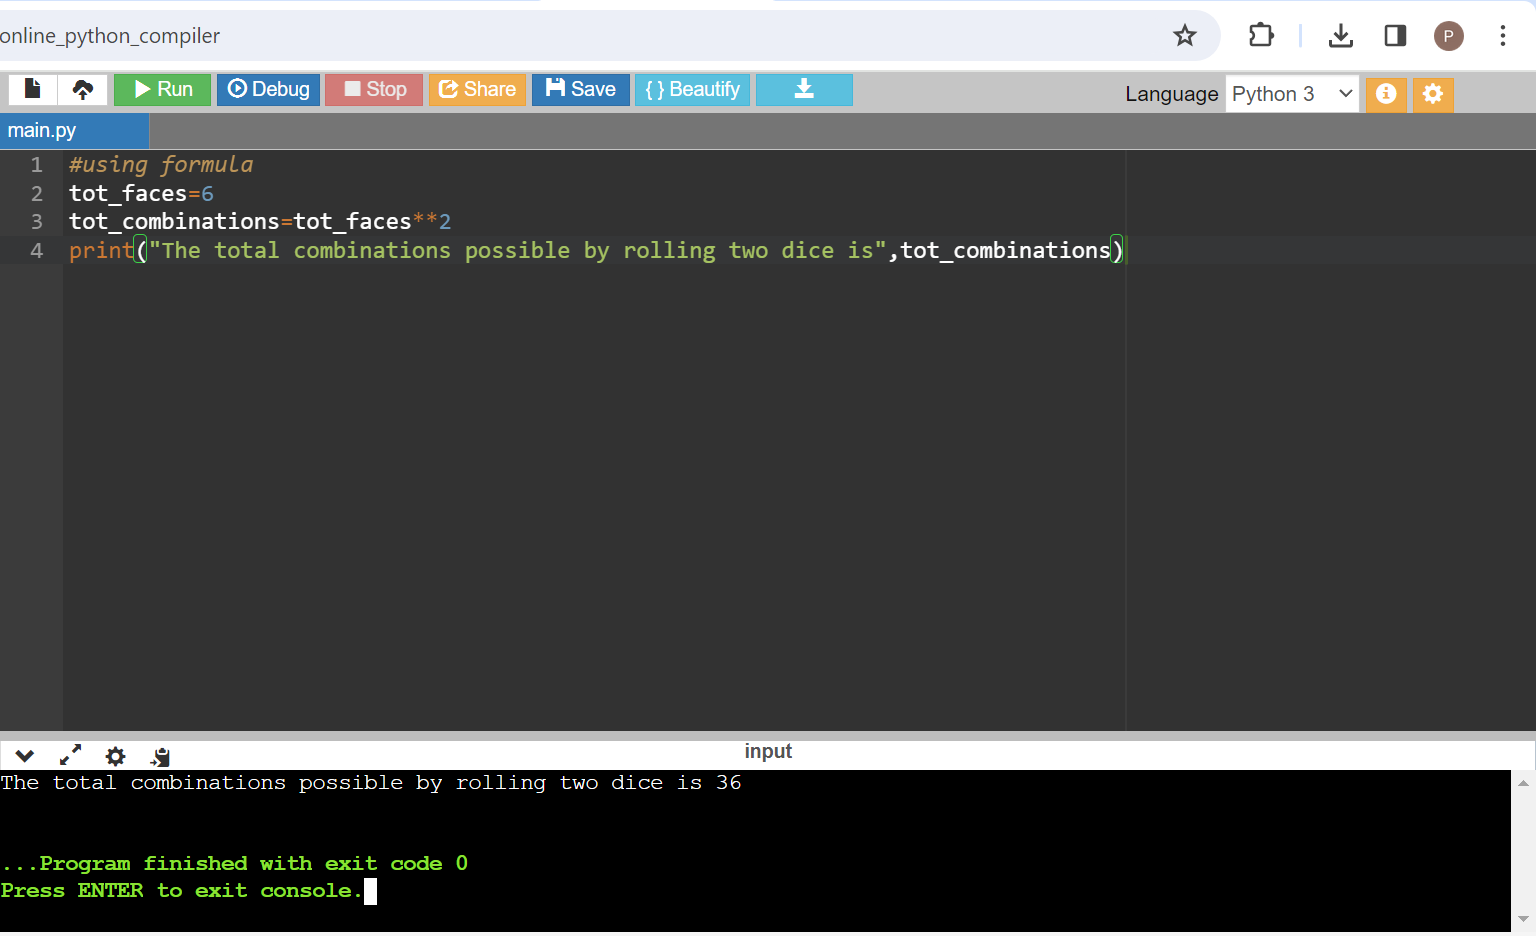 online_python_compiler
P
Run Debug Stop Share Save { } Beautify Language Python 3
main.py
1 #using formula
2 tot_faces=6
3 tot_combinations=tot_faces**2
4 print("The total combinations possible by rolling two dice is",tot_combinations)
input
The total combinations possible by rolling two dice is 36
...Program finished with exit code 0
Press ENTER to exit console.